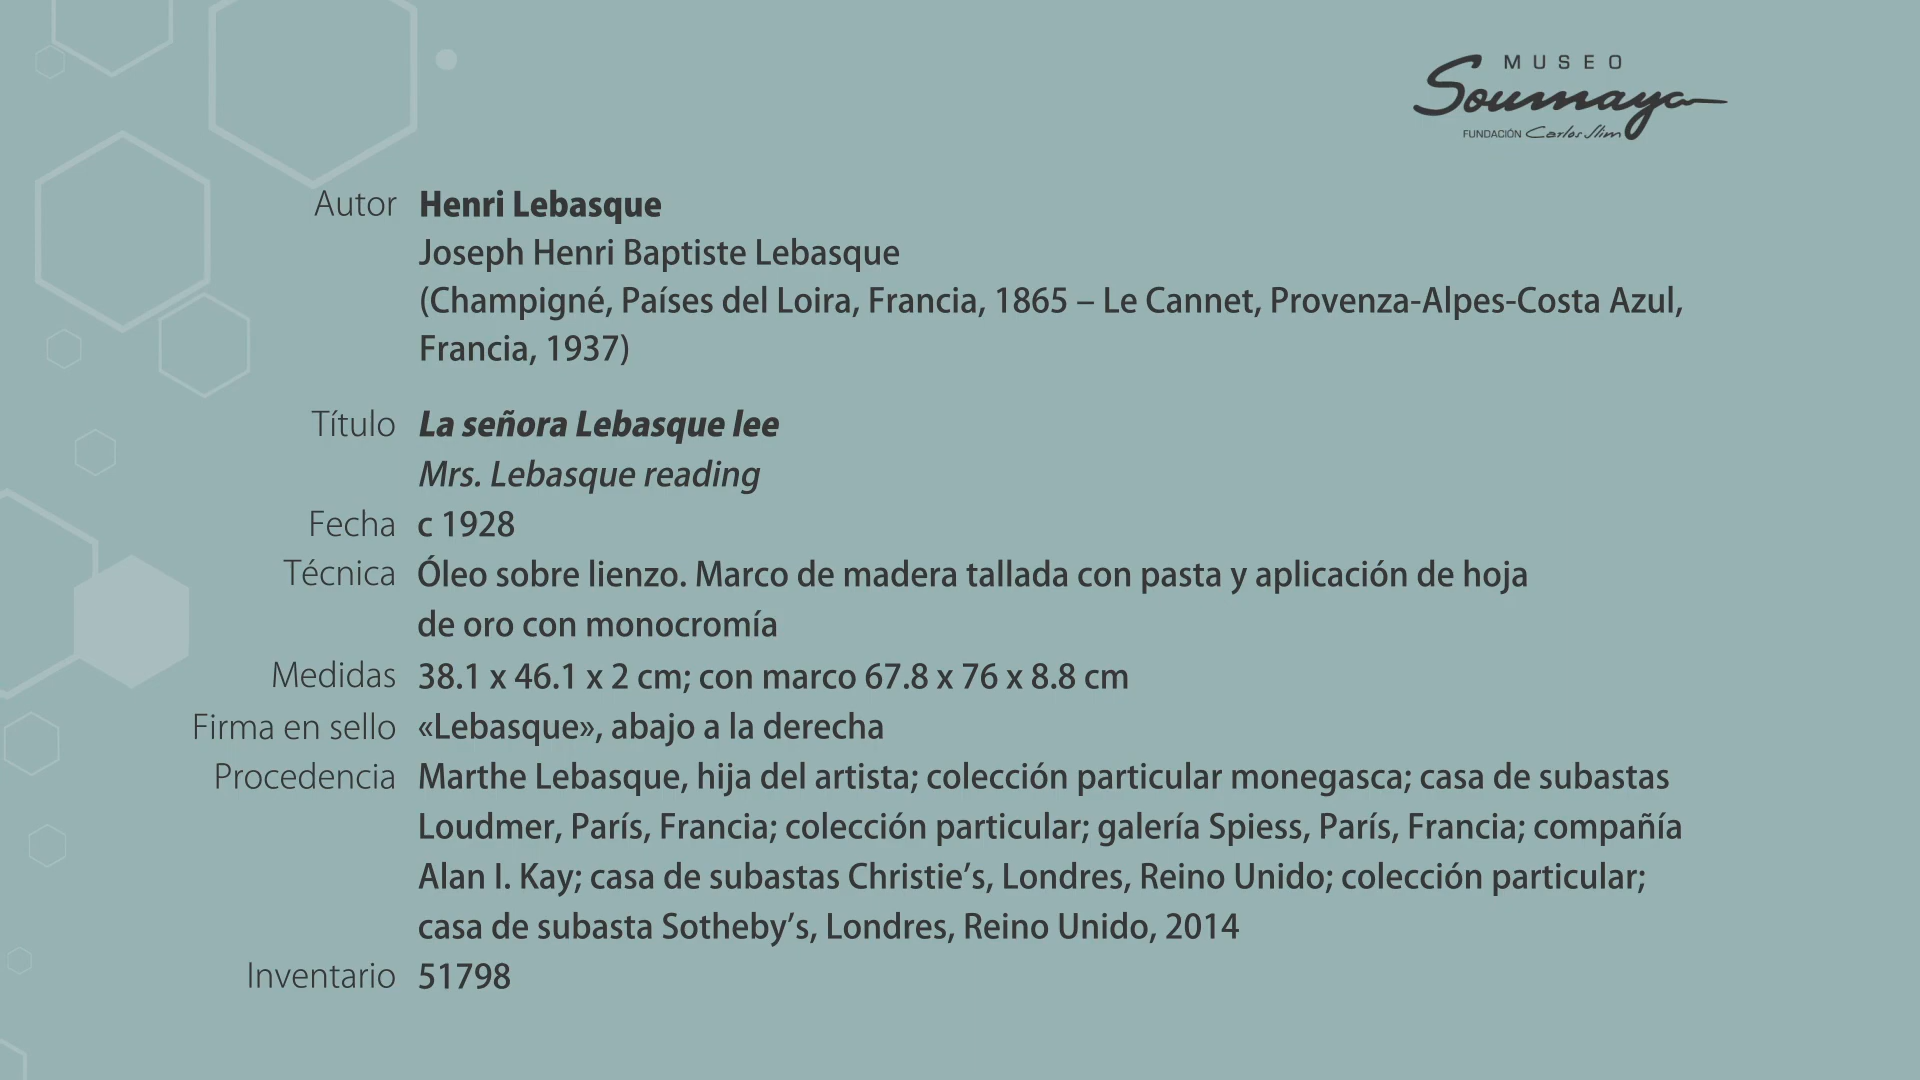 MUSEO
Soumaya
FUNDACIÓN Carlos Slim
Autor Henri Lebasque
Joseph Henri Baptiste Lebasque
(Champigné, Países del Loira, Francia, 1865 – Le Cannet, Provenza-Alpes-Costa Azul,
Francia, 1937)
Título La señora Lebasque lee
Mrs. Lebasque reading
Fecha c 1928
Técnica Óleo sobre lienzo. Marco de madera tallada con pasta y aplicación de hoja
de oro con monocromía
Medidas 38.1 x 46.1 x 2 cm; con marco 67.8 x 76 x 8.8 cm
Firma en sello «Lebasque», abajo a la derecha
Procedencia Marthe Lebasque, hija del artista; colección particular monegasca; casa de subastas
Loudmer, París, Francia; colección particular; galería Spiess, París, Francia; compañía
Alan I. Kay; casa de subastas Christie’s, Londres, Reino Unido; colección particular;
casa de subasta Sotheby’s, Londres, Reino Unido, 2014
Inventario 51798